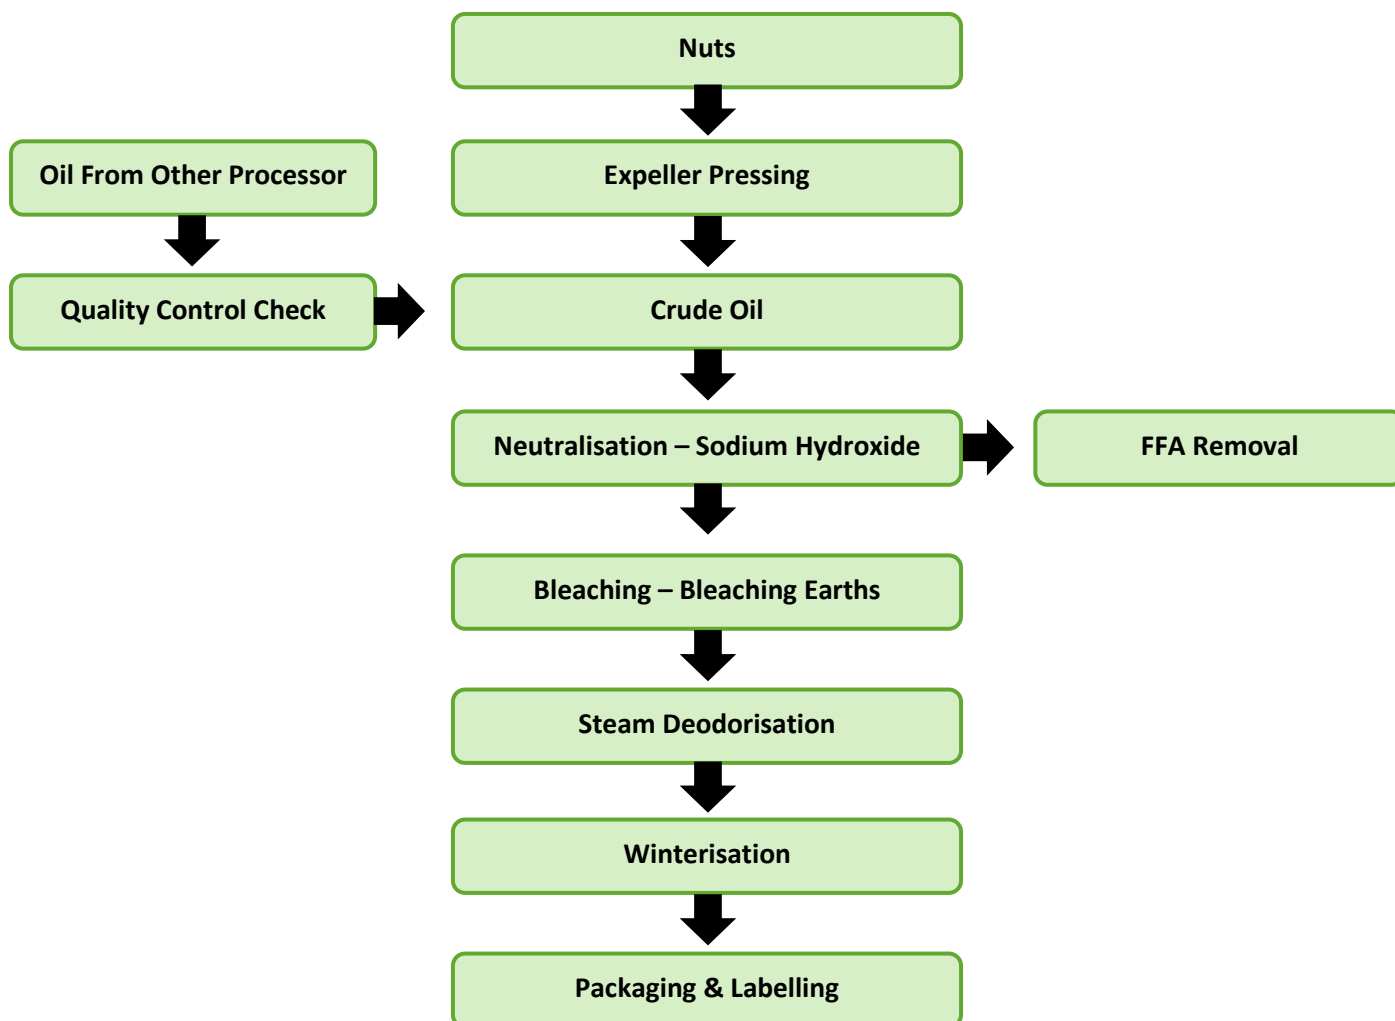 Nuts
Oil From Other Processor
Expeller Pressing
Quality Control Check
Crude Oil
Neutralisation – Sodium Hydroxide
FFA Removal
Bleaching – Bleaching Earths
Steam Deodorisation
Winterisation
Packaging & Labelling